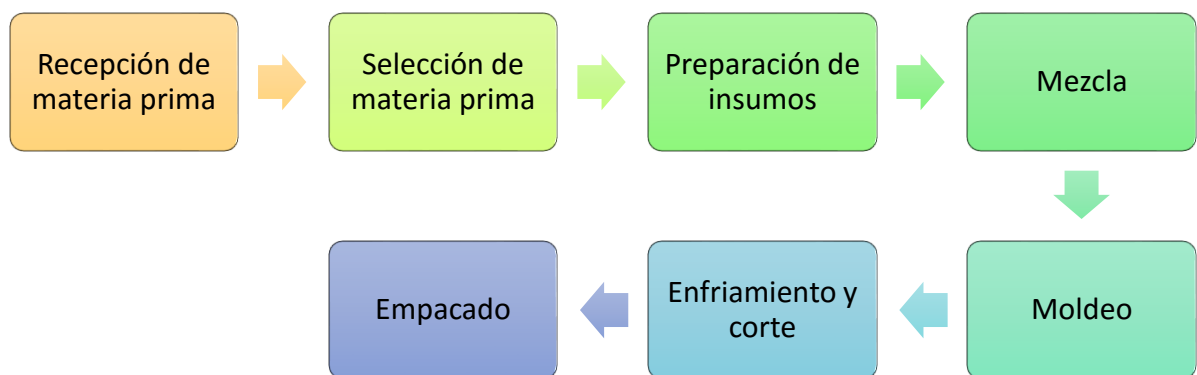 Recepción de
materia prima
Selección de
materia prima
Preparación de
insumos
Mezcla
Moldeo
Enfriamiento y
corte
Empacado